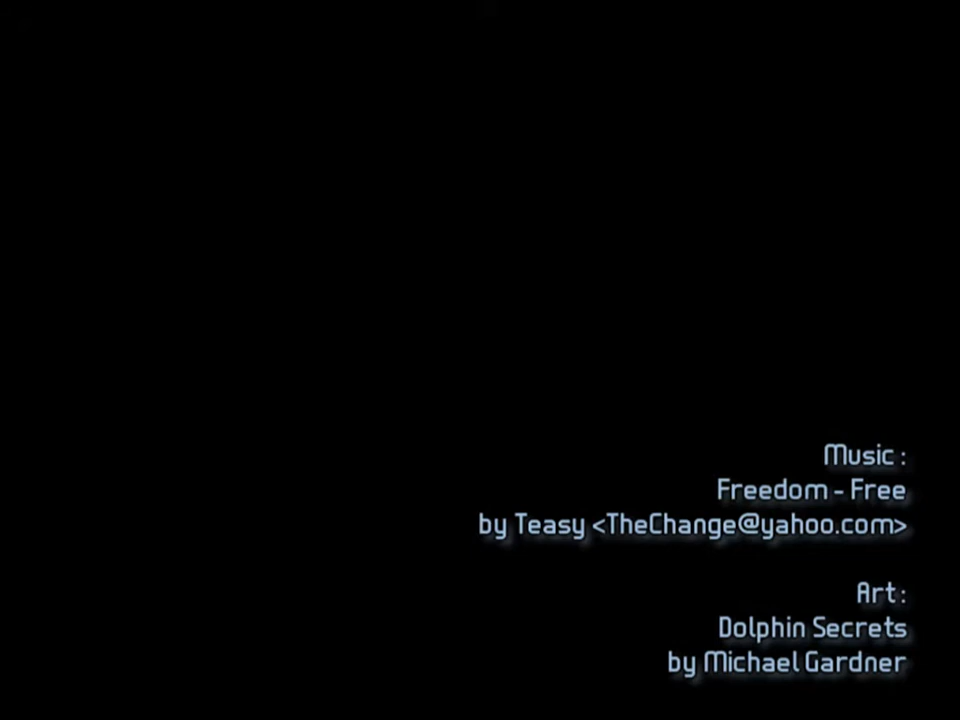 Music :
Freedom - Free
by Teasy <TheChange@yahoo.com>
Art :
Dolphin Secrets
by Michael Gardner